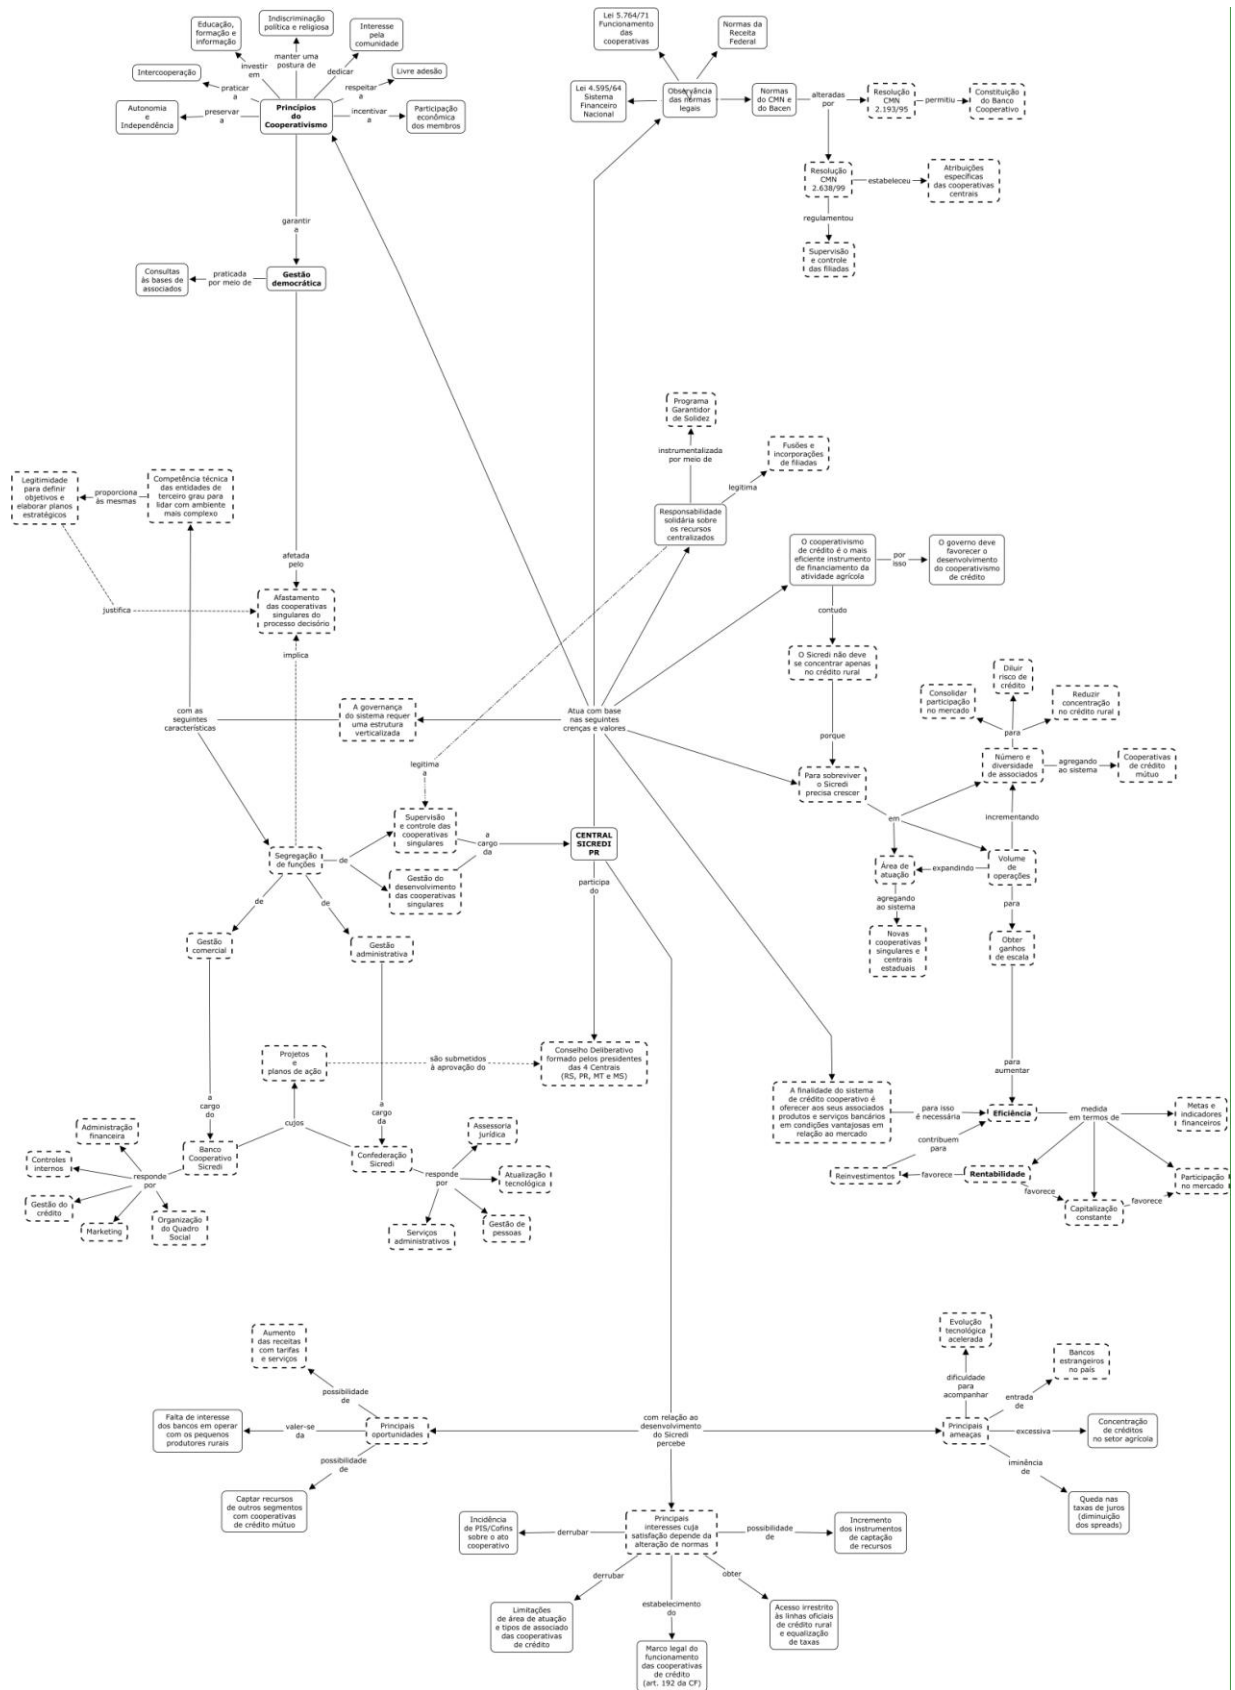 Educação,
formação e
informação
Indiscriminação
política e religiosa
Interesse
pela
comunidade
Intercooperação
investir
em
manter uma
postura de
dedicar
Livre adesão
praticar
a
respeitar
a
Autonomia
e
Independência
preservar
a
Princípios
do
Cooperativismo
incentivar
a
Participação
econômica
dos membros
garantir
a
Consultas
às bases de
associados
praticada
por meio de
Gestão
democrática
Lei 5.764/71
Funcionamento
das
cooperativas
Normas da
Receita
Federal
Lei 4.595/64
Sistema
Financeiro
Nacional
Observância
das normas
legais
Normas
do CMN e
do Bacen
alteradas
por
Resolução
CMN
2.193/95
permitiu
Constituição
do Banco
Cooperativo
Resolução
CMN
2.638/99
estabeleceu
Atribuições
específicas
das cooperativas
centrais
regulamentou
Supervisão
e controle
das filiadas
Programa
Garantidor
de Solidez
instrumentalizada
por meio de
Fusões e
incorporações
de filiadas
legitima
Responsabilidade
solidária sobre
os recursos
centralizados
Legitimidade
para definir
objetivos e
elaborar planos
estratégicos
proporciona
às mesmas
Competência técnica
das entidades de
terceiro grau para
lidar com ambiente
mais complexo
afetada
pelo
justifica
Afastamento
das cooperativas
singulares do
processo decisório
implica
O cooperativismo
de crédito é o mais
eficiente instrumento
de financiamento da
atividade agrícola
por
isso
O governo deve
favorecer o
desenvolvimento
do cooperativismo
de crédito
contudo
O Sicredi não deve
se concentrar apenas
no crédito rural
porque
com as
seguintes
características
A governança
do sistema requer
uma estrutura
verticalizada
Atua com base
nas seguintes
crenças e valores
legitima
a
Para sobreviver
o Sicredi
precisa crescer
Consolidar
participação
no mercado
Diluir
risco de
crédito
Reduzir
concentração
no crédito rural
para
Número e
diversidade
de associados
agregando
ao sistema
Cooperativas
de crédito
mútuo
em
incrementando
Área de
atuação
expandindo
Volume
de
operações
agregando
ao sistema
para
Novas
cooperativas
singulares e
centrais
estaduais
Obter
ganhos
de escala
Supervisão
e controle das
cooperativas
singulares
a
cargo
da
CENTRAL
SICREDI
PR
Segregação
de funções
de
Gestão do
desenvolvimento
das cooperativas
singulares
participa
do
de
de
Gestão
comercial
Gestão
administrativa
Projetos
e
planos de ação
são submetidos
à aprovação do
Conselho Deliberativo
formado pelos presidentes
das 4 Centrais
(RS, PR, MT e MS)
a
cargo
do
cujos
a
cargo
da
Administração
financeira
Banco
Cooperativo
Sicredi
Confederação
Sicredi
Assessoria
jurídica
Controles
internos
responde
por
responde
por
Atualização
tecnológica
Gestão do
crédito
Marketing
Organização
do Quadro
Social
Serviços
administrativos
Gestão de
pessoas
para
aumentar
A finalidade do sistema
de crédito cooperativo é
oferecer aos seus associados
produtos e serviços bancários
em condições vantajosas em
relação ao mercado
para isso
é necessária
Eficiência
medida
em termos de
Metas e
indicadores
financeiros
contribuem
para
Reinvestimentos
favorece
Rentabilidade
favorece
Capitalização
constante
favorece
Participação
no mercado
Aumento
das receitas
com tarifas
e serviços
possibilidade
de
Falta de interesse
dos bancos em operar
com os pequenos
produtores rurais
valer-se
da
Principais
oportunidades
possibilidade
de
Captar recursos
de outros segmentos
com cooperativas
de crédito mútuo
com relação ao
desenvolvimento
do Sicredi
percebe
Evolução
tecnológica
acelerada
dificuldade
para
acompanhar
Bancos
estrangeiros
no país
entrada
de
Principais
ameaças
excessiva
Concentração
de créditos
no setor agrícola
iminência
de
Queda nas
taxas de juros
(diminuição
dos spreads)
Incidência
de PIS/Cofins
sobre o ato
cooperativo
derrubar
Principais
interesses cuja
satisfação depende da
alteração de normas
possibilidade
de
Incremento
dos instrumentos
de captação
de recursos
derrubar
estabelecimento
do
obter
Limitações
de área de atuação
e tipos de associado
das cooperativas
de crédito
Marco legal do
funcionamento
das cooperativas
de crédito
(art. 192 da CF)
Acesso irrestrito
às linhas oficiais
de crédito rural
e equalização
de taxas